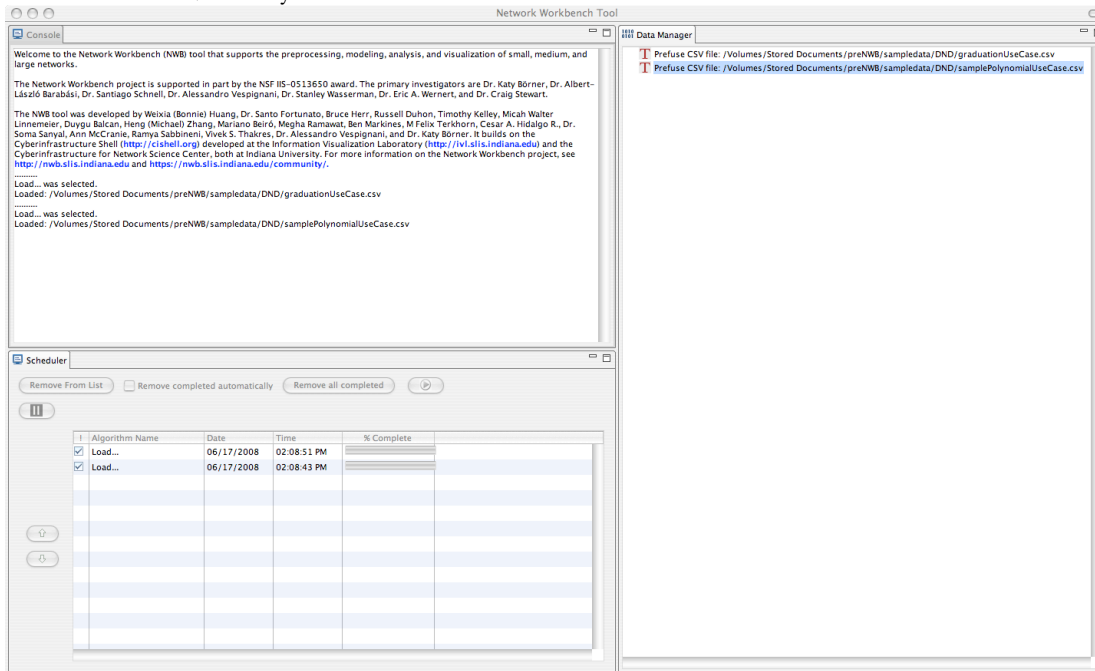 Network Workbench Tool
Console
Welcome to the Network Workbench (NWB) tool that supports the preprocessing, modeling, analysis, and visualization of small, medium, and
large networks.
The Network Workbench project is supported in part by the NSF IIS-0513650 award. The primary investigators are Dr. Katy Börner, Dr. Albert-
László Barabási, Dr. Santiago Schnell, Dr. Alessandro Vespignani, Dr. Stanley Wasserman, Dr. Eric A. Wernert, and Dr. Craig Stewart.
The NWB tool was developed by Weixia (Bonnie) Huang, Dr. Santo Fortunato, Bruce Herr, Russell Duhon, Timothy Kelley, Micah Walter
Linnemeier, Duygu Balcan, Heng (Michael) Zhang, Mariano Beiró, Megha Ramawat, Ben Markines, M Felix Terkhorn, Cesar A. Hidalgo R., Dr.
Soma Sanyal, Ann McCranie, Ramya Sabbineni, Vivek S. Thakres, Dr. Alessandro Vespignani, and Dr. Katy Börner. It builds on the
Cyberinfrastructure Shell (http://cishell.org) developed at the Information Visualization Laboratory (http://ivl.slis.indiana.edu) and the
Cyberinfrastructure for Network Science Center, both at Indiana University. For more information on the Network Workbench project, see
http://nwb.slis.indiana.edu and https://nwb.slis.indiana.edu/community/.
..........
Load... was selected.
Loaded: /Volumes/Stored Documents/preNWB/sampledata/DND/graduationUseCase.csv
..........
Load... was selected.
Loaded: /Volumes/Stored Documents/preNWB/sampledata/DND/samplePolynomialUseCase.csv
Data Manager
Prefuse CSV file: /Volumes/Stored Documents/preNWB/sampledata/DND/graduationUseCase.csv
Prefuse CSV file: /Volumes/Stored Documents/preNWB/sampledata/DND/samplePolynomialUseCase.csv
Scheduler
Remove From List Remove completed automatically Remove all completed
! Algorithm Name Date Time % Complete
Load... 06/17/2008 02:08:51 PM
Load... 06/17/2008 02:08:43 PM